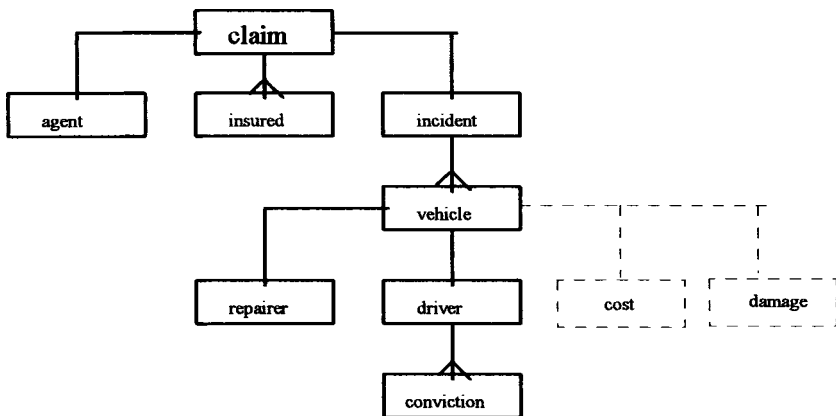 claim
agent
insured
incident
vehicle
repairer
driver
cost
damage
conviction